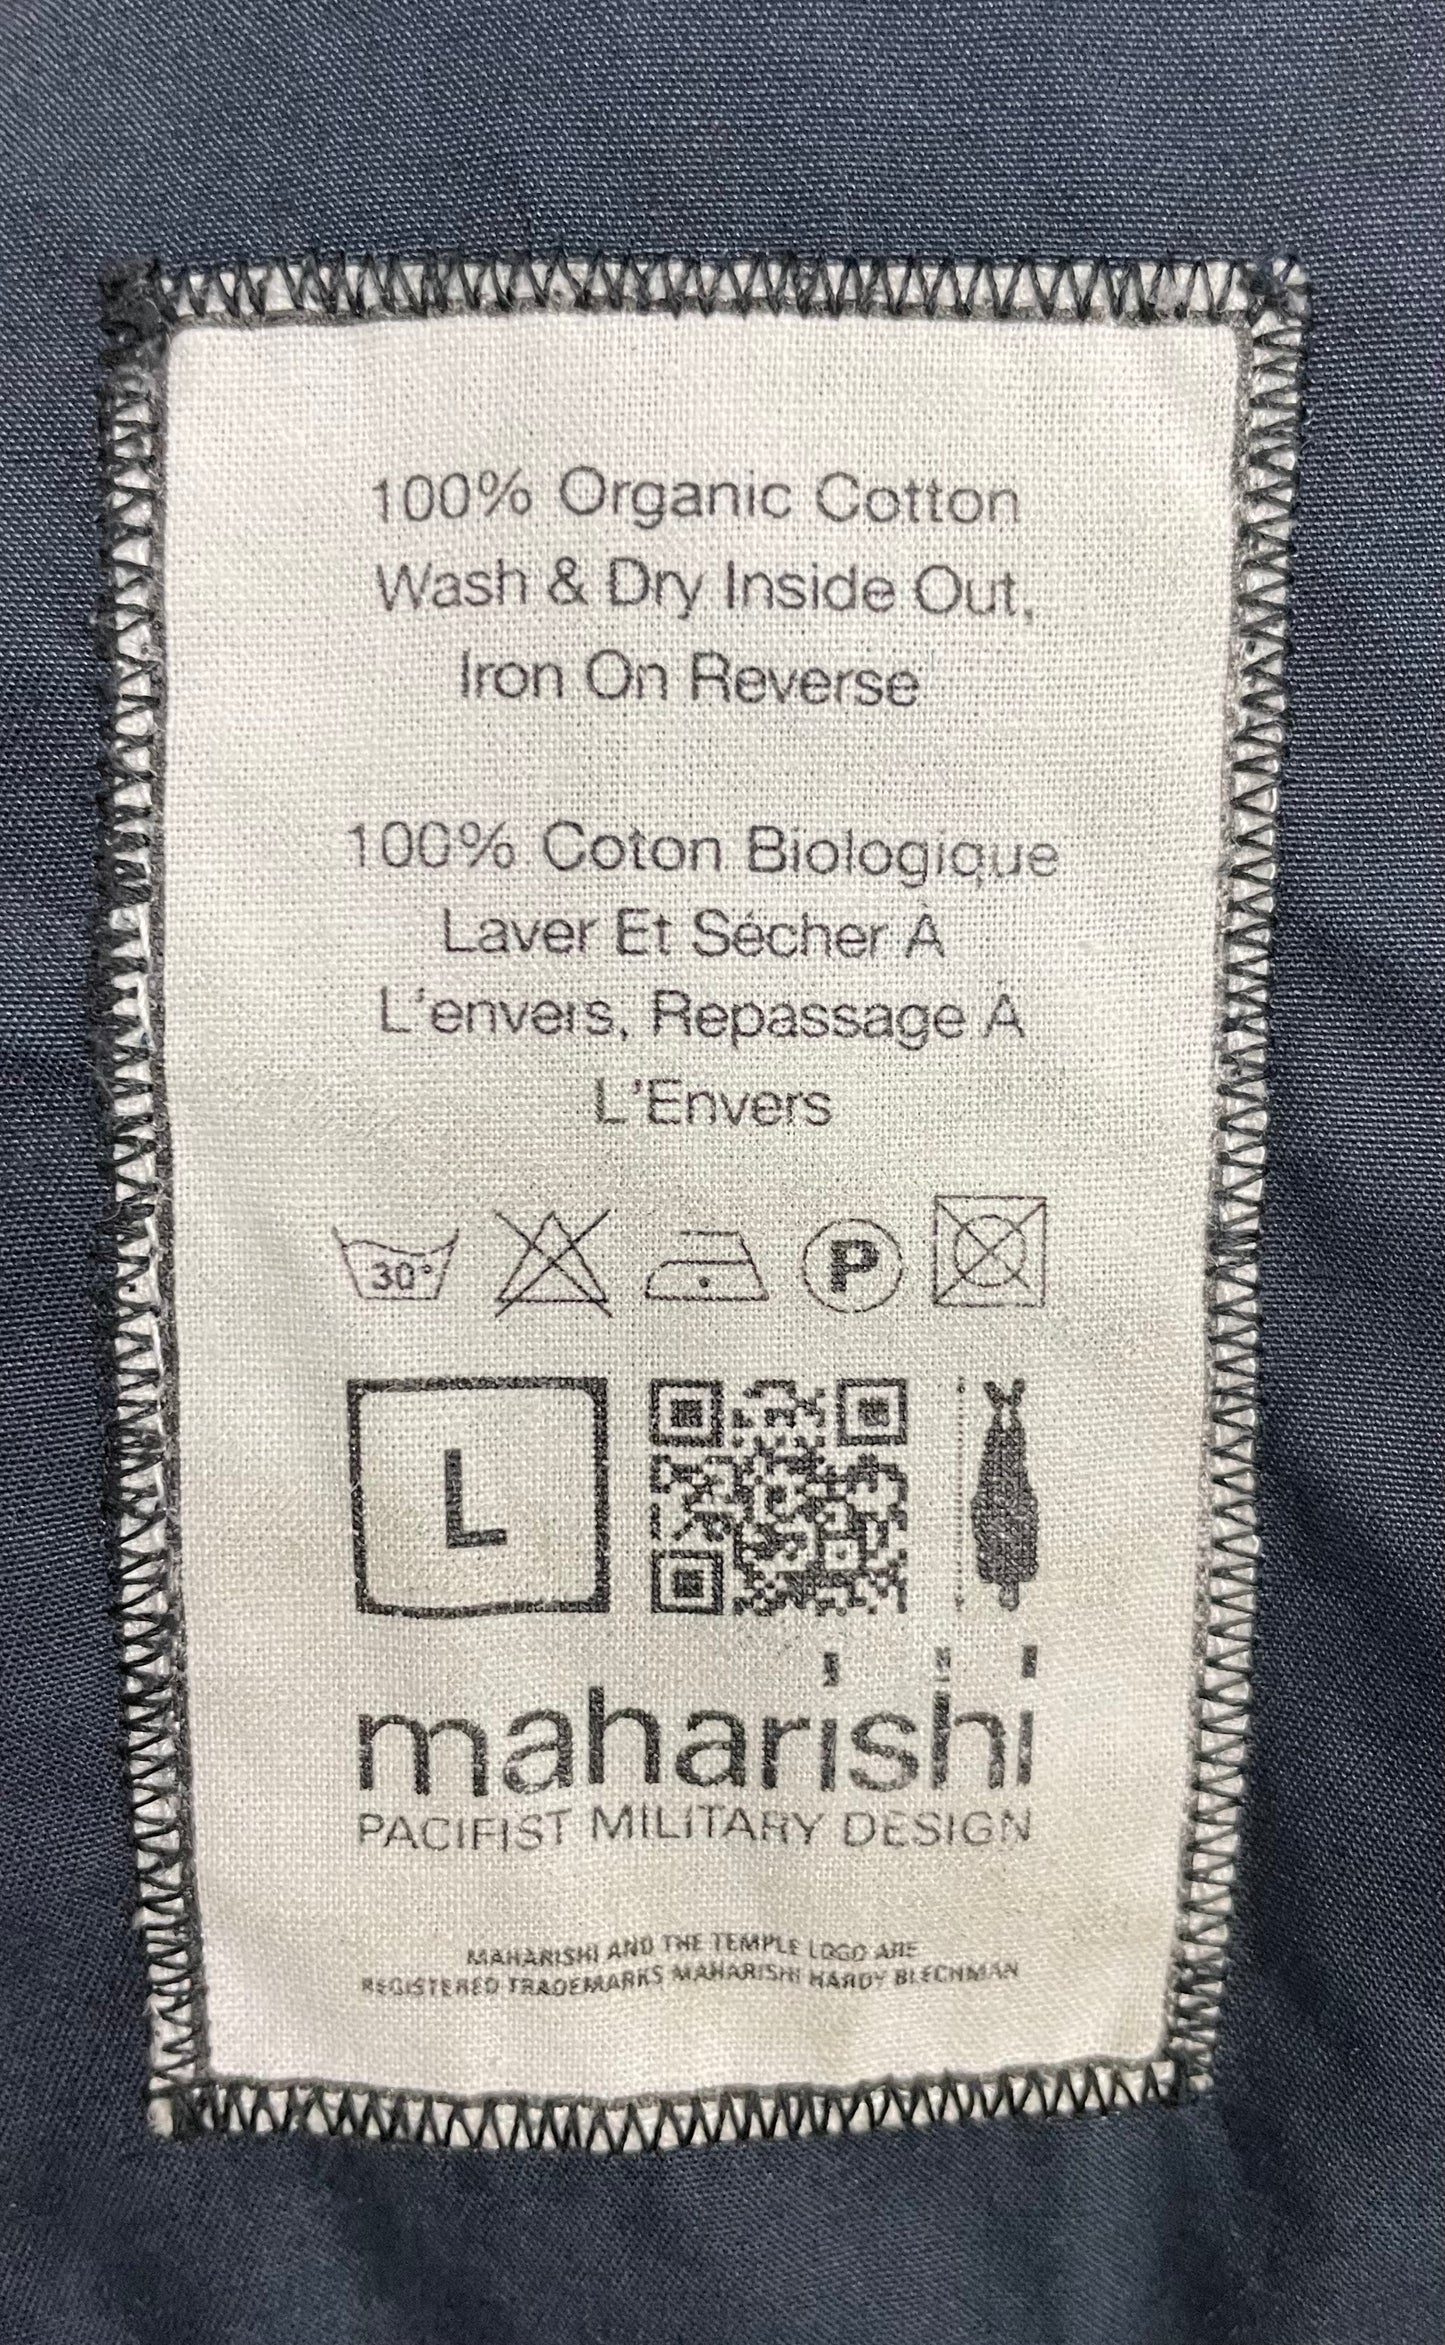 100% Organic Cotton
Wash & Dry Inside Out,
Iron On Reverse
100% Coton Biologique
Laver Et Sécher À
L'envers, Repassage À
L'Envers
30°
P
L
maharishi
PACIFIST MILITARY DESIGN
MAHARISHI AND THE TEMPLE LOGO ARE
REGISTERED TRADEMARKS MAHARISHI HARDY BLECHMAN